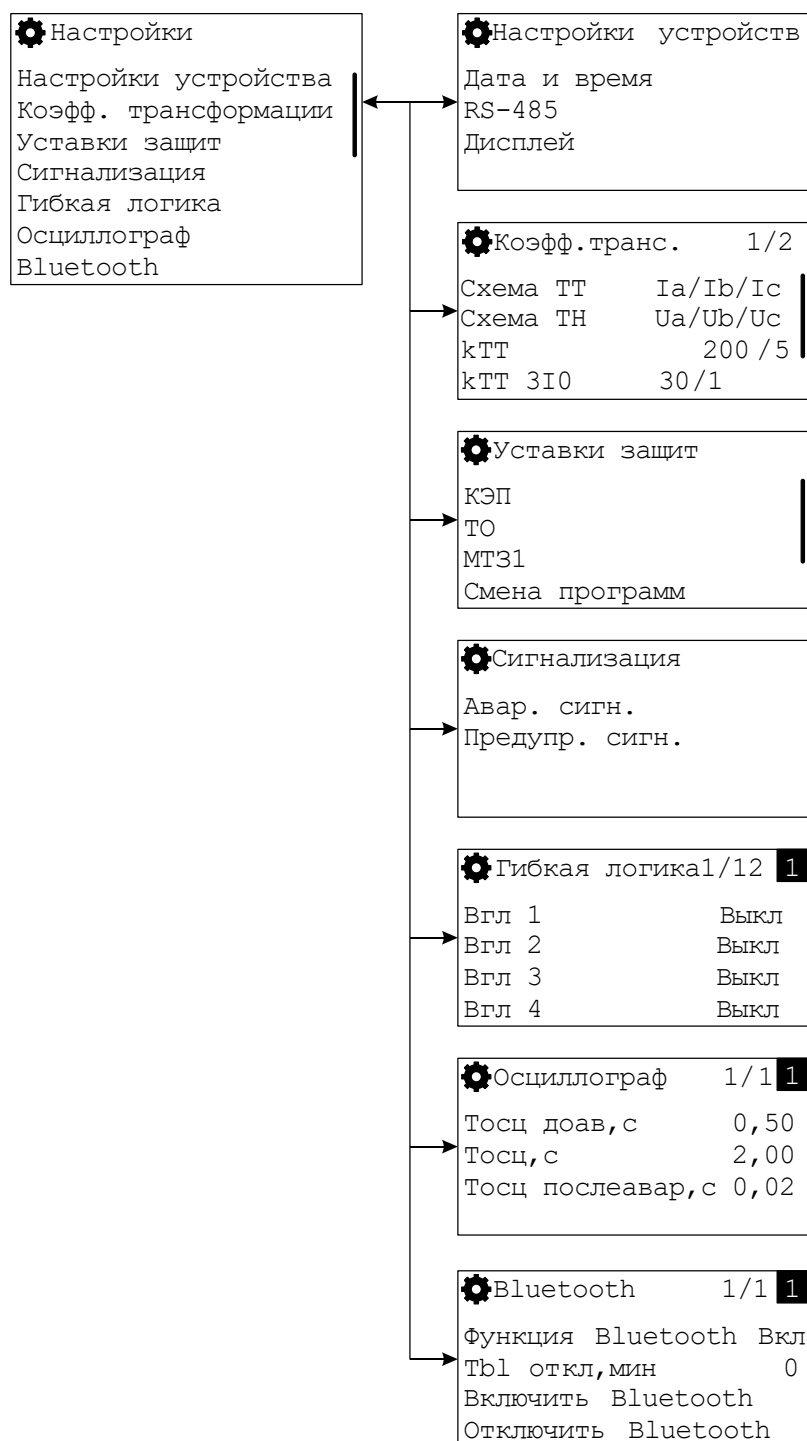 Настройки
Настройки устройства
Коэфф. трансформации
Уставки защит
Сигнализация
Гибкая логика
Осциллограф
Bluetooth
Настройки устройств
Дата и время
RS-485
Дисплей
Коэфф.транс. 1/2
Схема ТТ Ia/Ib/Ic
Схема ТН Ua/Ub/Uc
kТТ 200 /5
kТТ 3I0 30/1
Уставки защит
КЭП
ТО
МТЗ1
Смена программ
Сигнализация
Авар. сигн.
Предупр. сигн.
Гибкая логика1/12 1
Вгл 1 Выкл
Вгл 2 Выкл
Вгл 3 Выкл
Вгл 4 Выкл
Осциллограф 1/1 1
Тосц доав,с 0,50
Тосц,с 2,00
Тосц послеавар,с 0,02
Bluetooth 1/1 1
Функция Bluetooth Вкл
Tbl откл,мин 0
Включить Bluetooth
Отключить Bluetooth